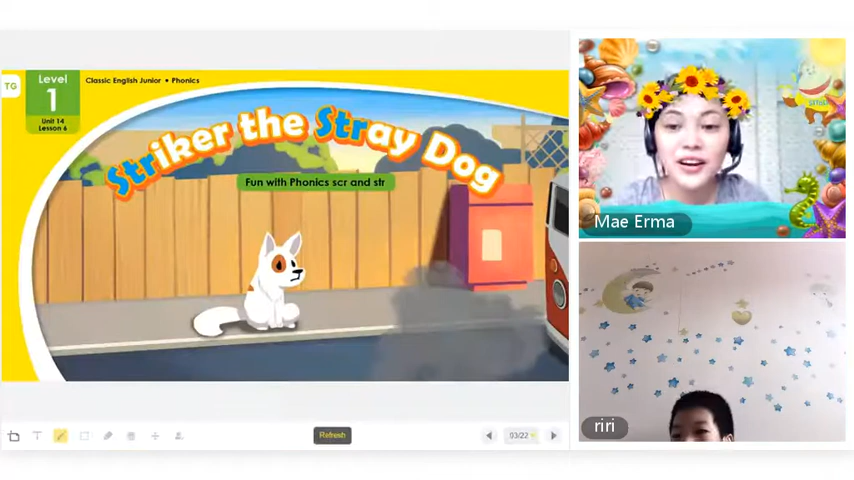 TG
Level
1
Unit 14
Lesson 6
Classic English Junior • Phonics
Striker the Stray Dog
Fun with Phonics scr and str
Mae Erma
riri
Refresh
03/22
T